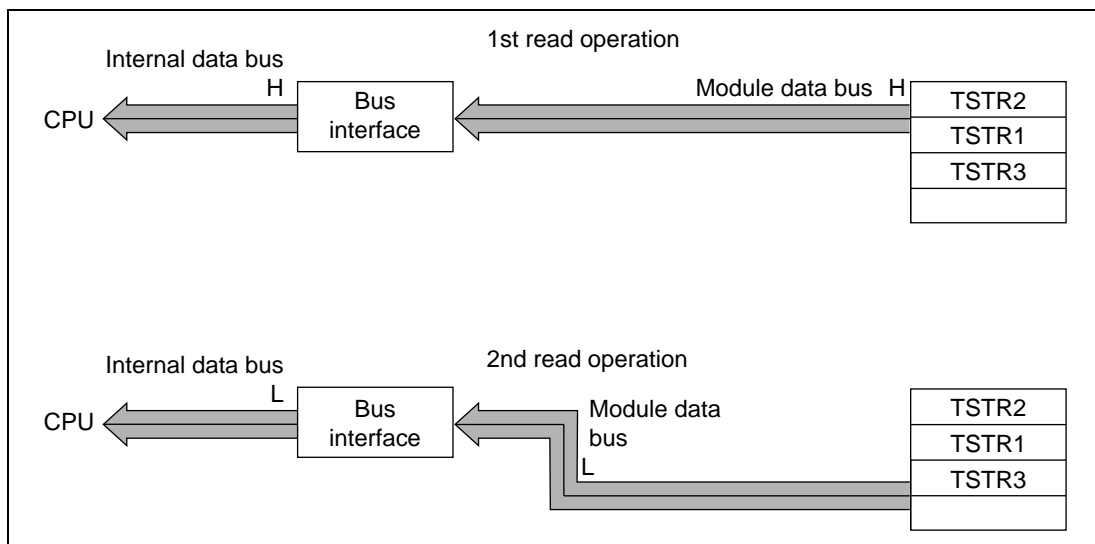 1st read operation
Internal data bus
H
Module data bus H
CPU
Bus
interface
TSTR2
TSTR1
TSTR3
2nd read operation
Internal data bus
L
Module data
bus
L
CPU
Bus
interface
TSTR2
TSTR1
TSTR3